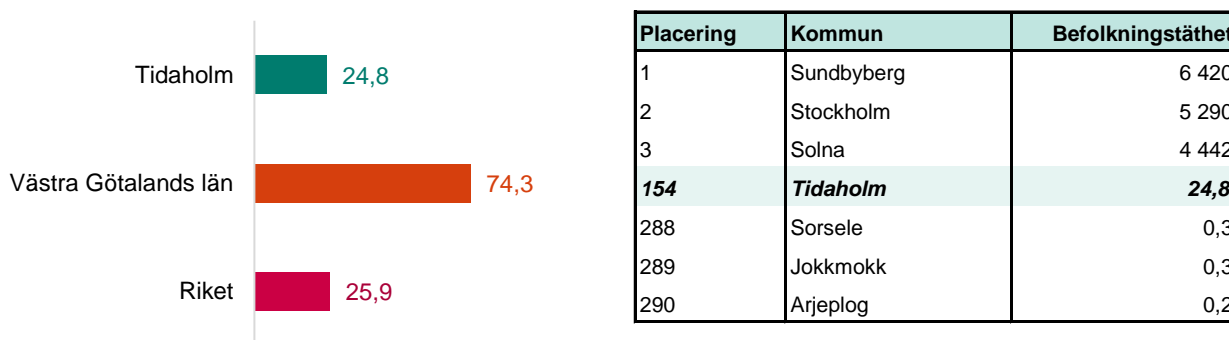 Tidaholm 24,8
Västra Götalands län 74,3
Riket 25,9
Placering Kommun Befolkningstäthet
1 Sundbyberg 6 420
2 Stockholm 5 290
3 Solna 4 442
154 Tidaholm 24,8
288 Sorsele 0,3
289 Jokkmokk 0,3
290 Arjeplog 0,2